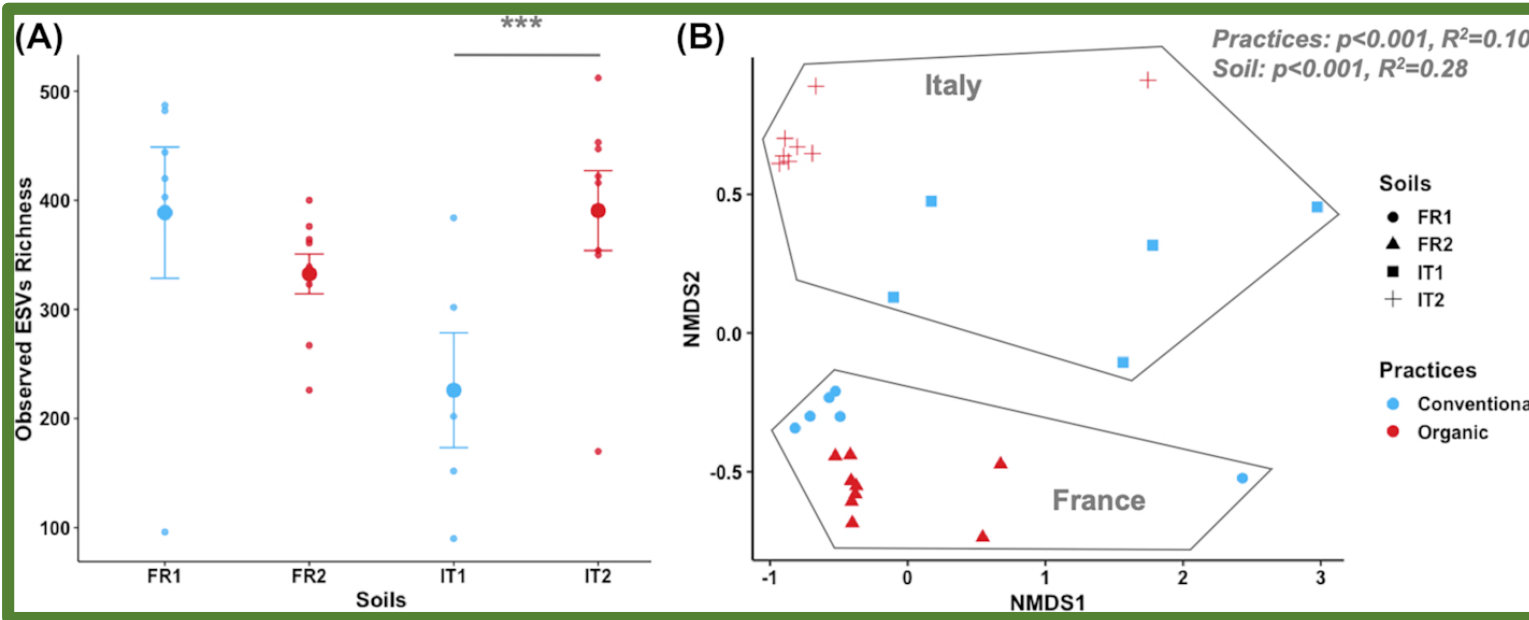 (A)
***
Observed ESVs Richness
500
400
300
200
100
FR1 FR2 IT1 IT2
Soils
(B)
Practices: p<0.001, R²=0.10
Soil: p<0.001, R²=0.28
Italy
France
NMDS2
0.5
0.0
-0.5
-1 0 1 2 3
NMDS1
Soils
FR1
FR2
IT1
IT2
Practices
Conventiona
Organic